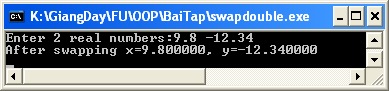 K:\GiangDay\FU\OOP\BaiTap\swapdouble.exe
Enter 2 real numbers:9.8 -12.34
After swapping x=9.800000, y=-12.340000